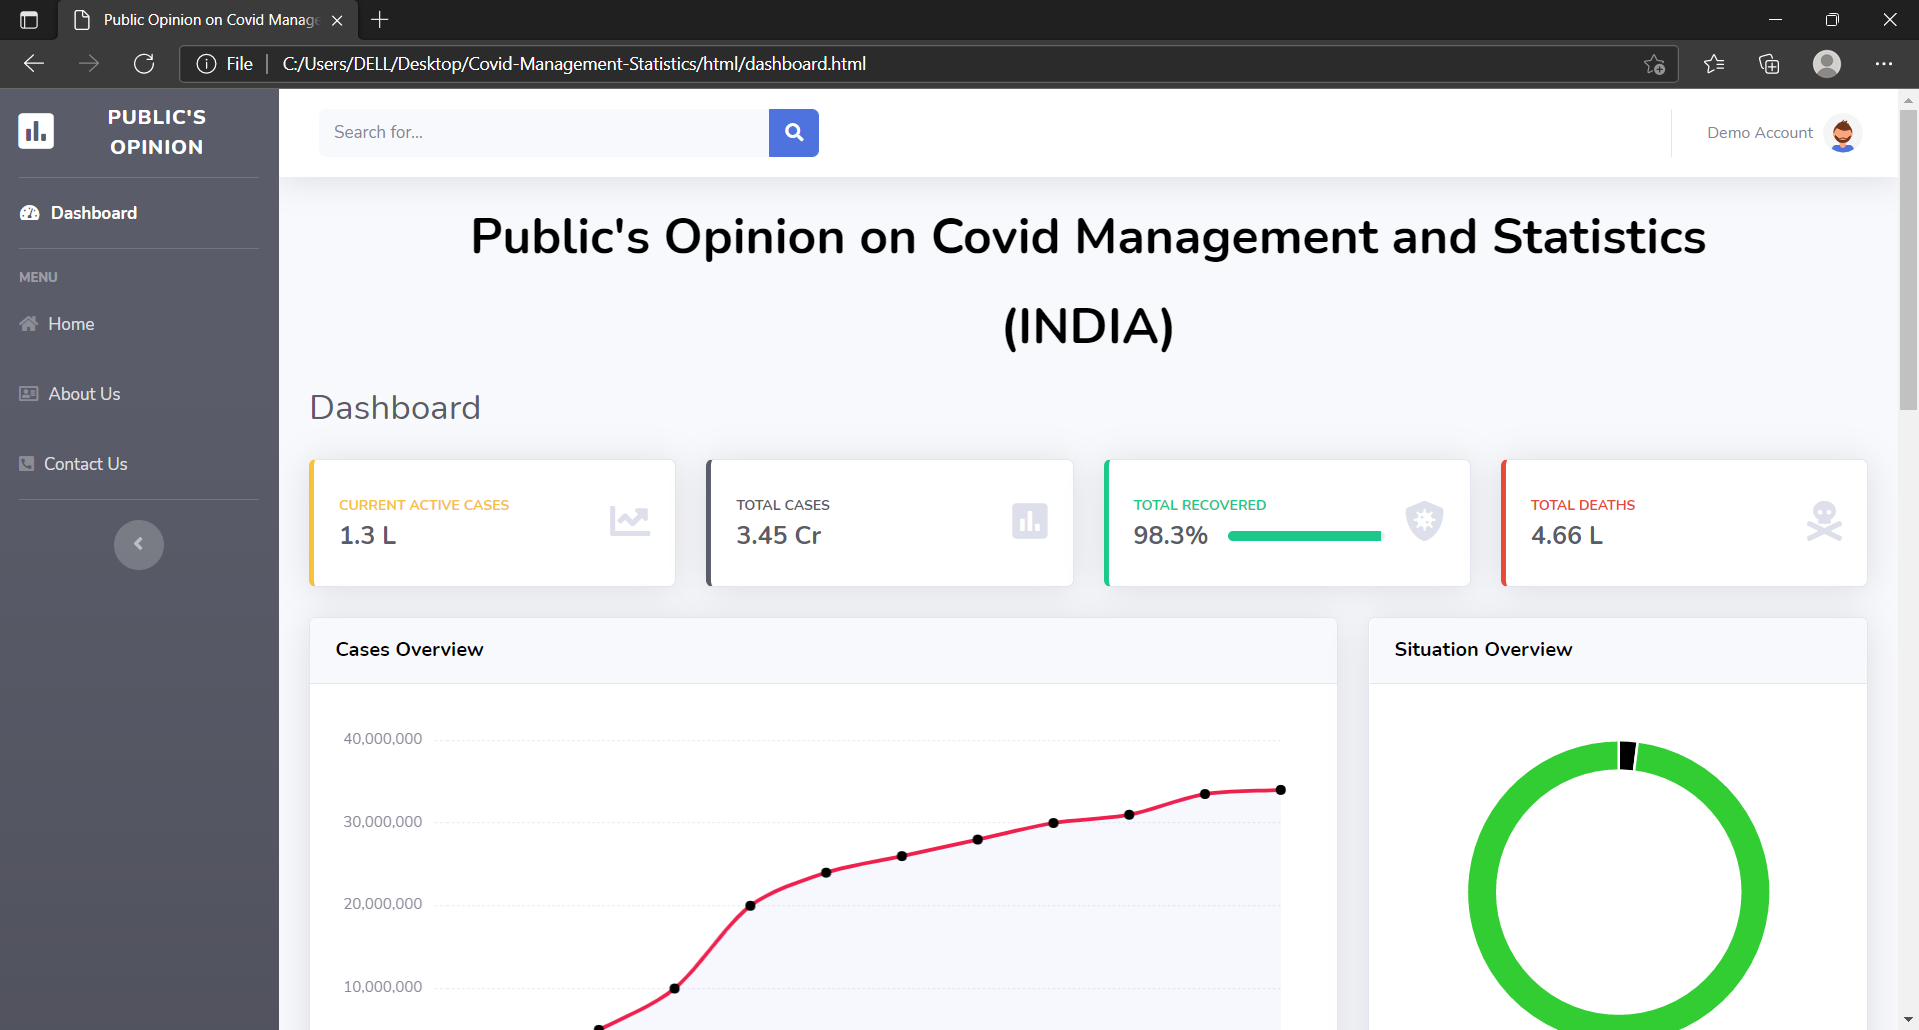 Public Opinion on Covid Manage
File
C:/Users/DELL/Desktop/Covid-Management-Statistics/html/dashboard.html
PUBLIC'S
OPINION
Dashboard
MENU
Home
About Us
Contact Us
Search for...
Demo Account
Public's Opinion on Covid Management and Statistics
(INDIA)
Dashboard
CURRENT ACTIVE CASES
1.3 L
TOTAL CASES
3.45 Cr
TOTAL RECOVERED
98.3%
TOTAL DEATHS
4.66 L
Cases Overview
40,000,000
30,000,000
20,000,000
10,000,000
Situation Overview